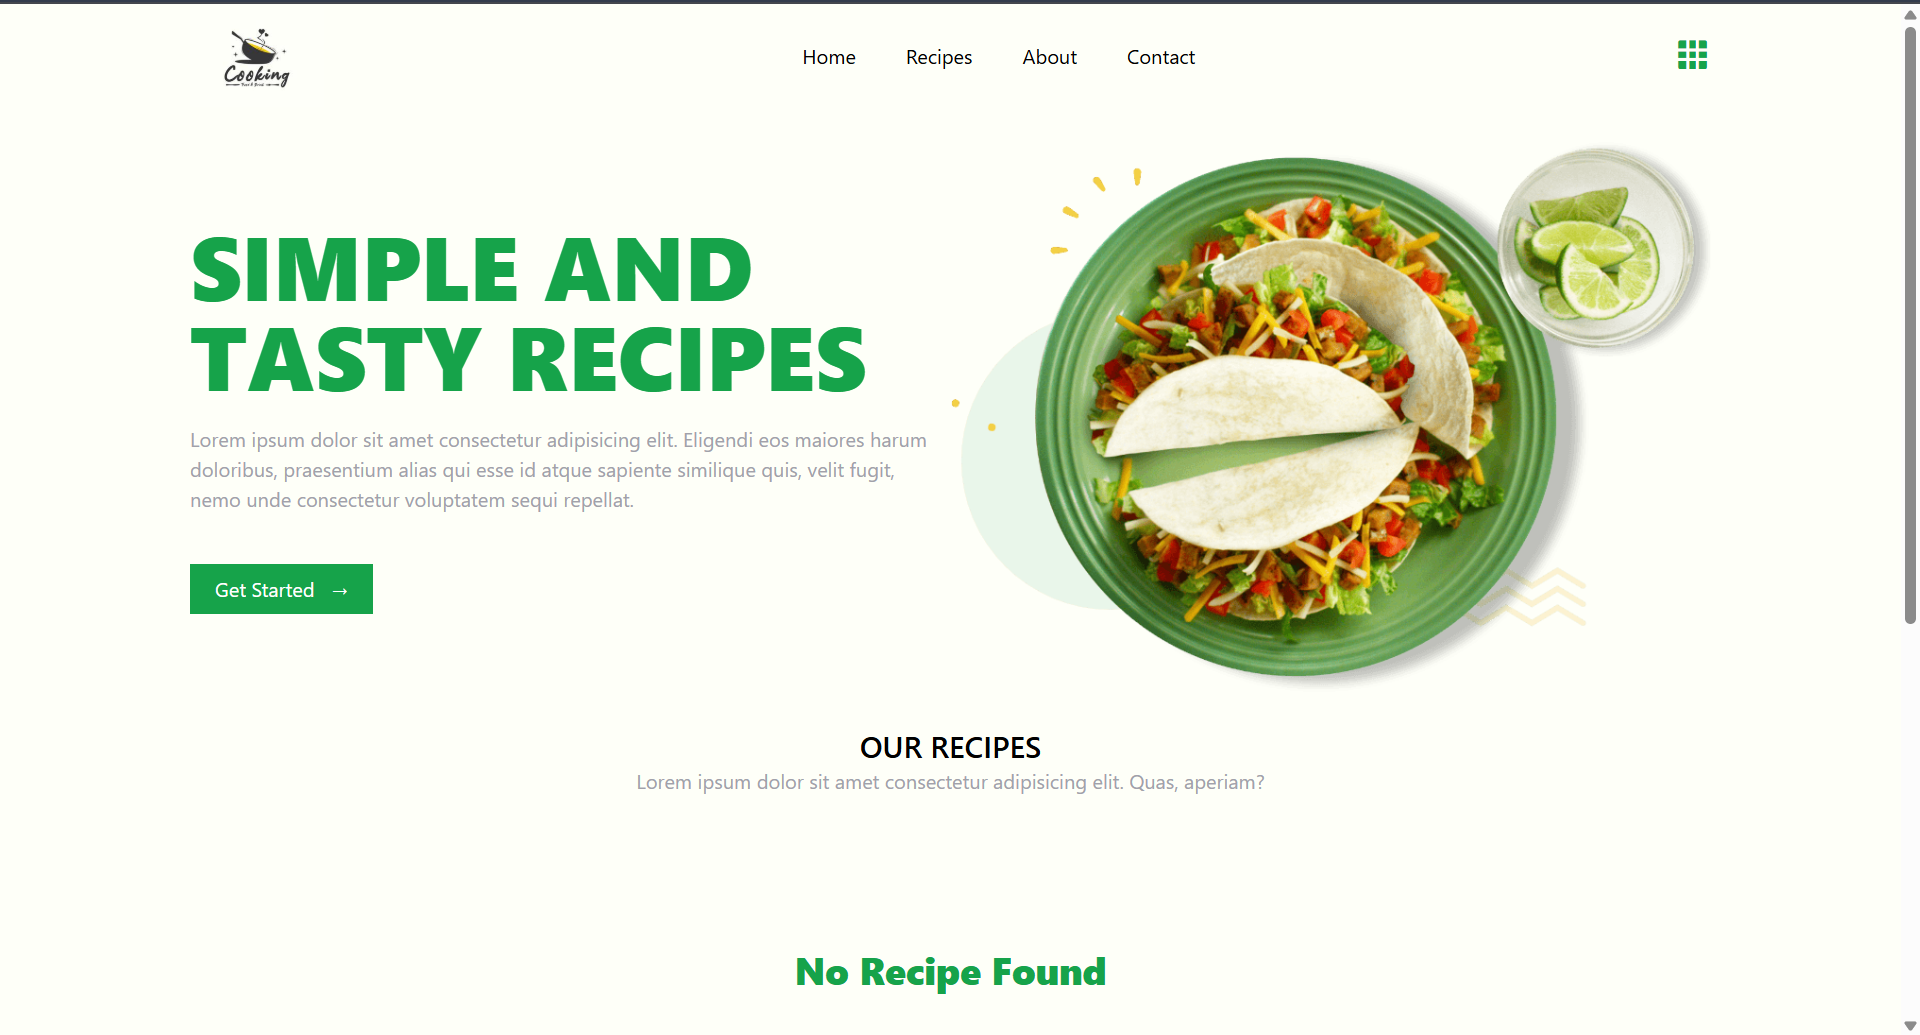 Cooking
Home
Recipes
About
Contact
SIMPLE AND
TASTY RECIPES
Lorem ipsum dolor sit amet consectetur adipisicing elit. Eligendi eos maiores harum
doloribus, praesentium alias qui esse id atque sapiente similique quis, velit fugit,
nemo unde consectetur voluptatem sequi repellat.
Get Started →
OUR RECIPES
Lorem ipsum dolor sit amet consectetur adipisicing elit. Quas, aperiam?
No Recipe Found